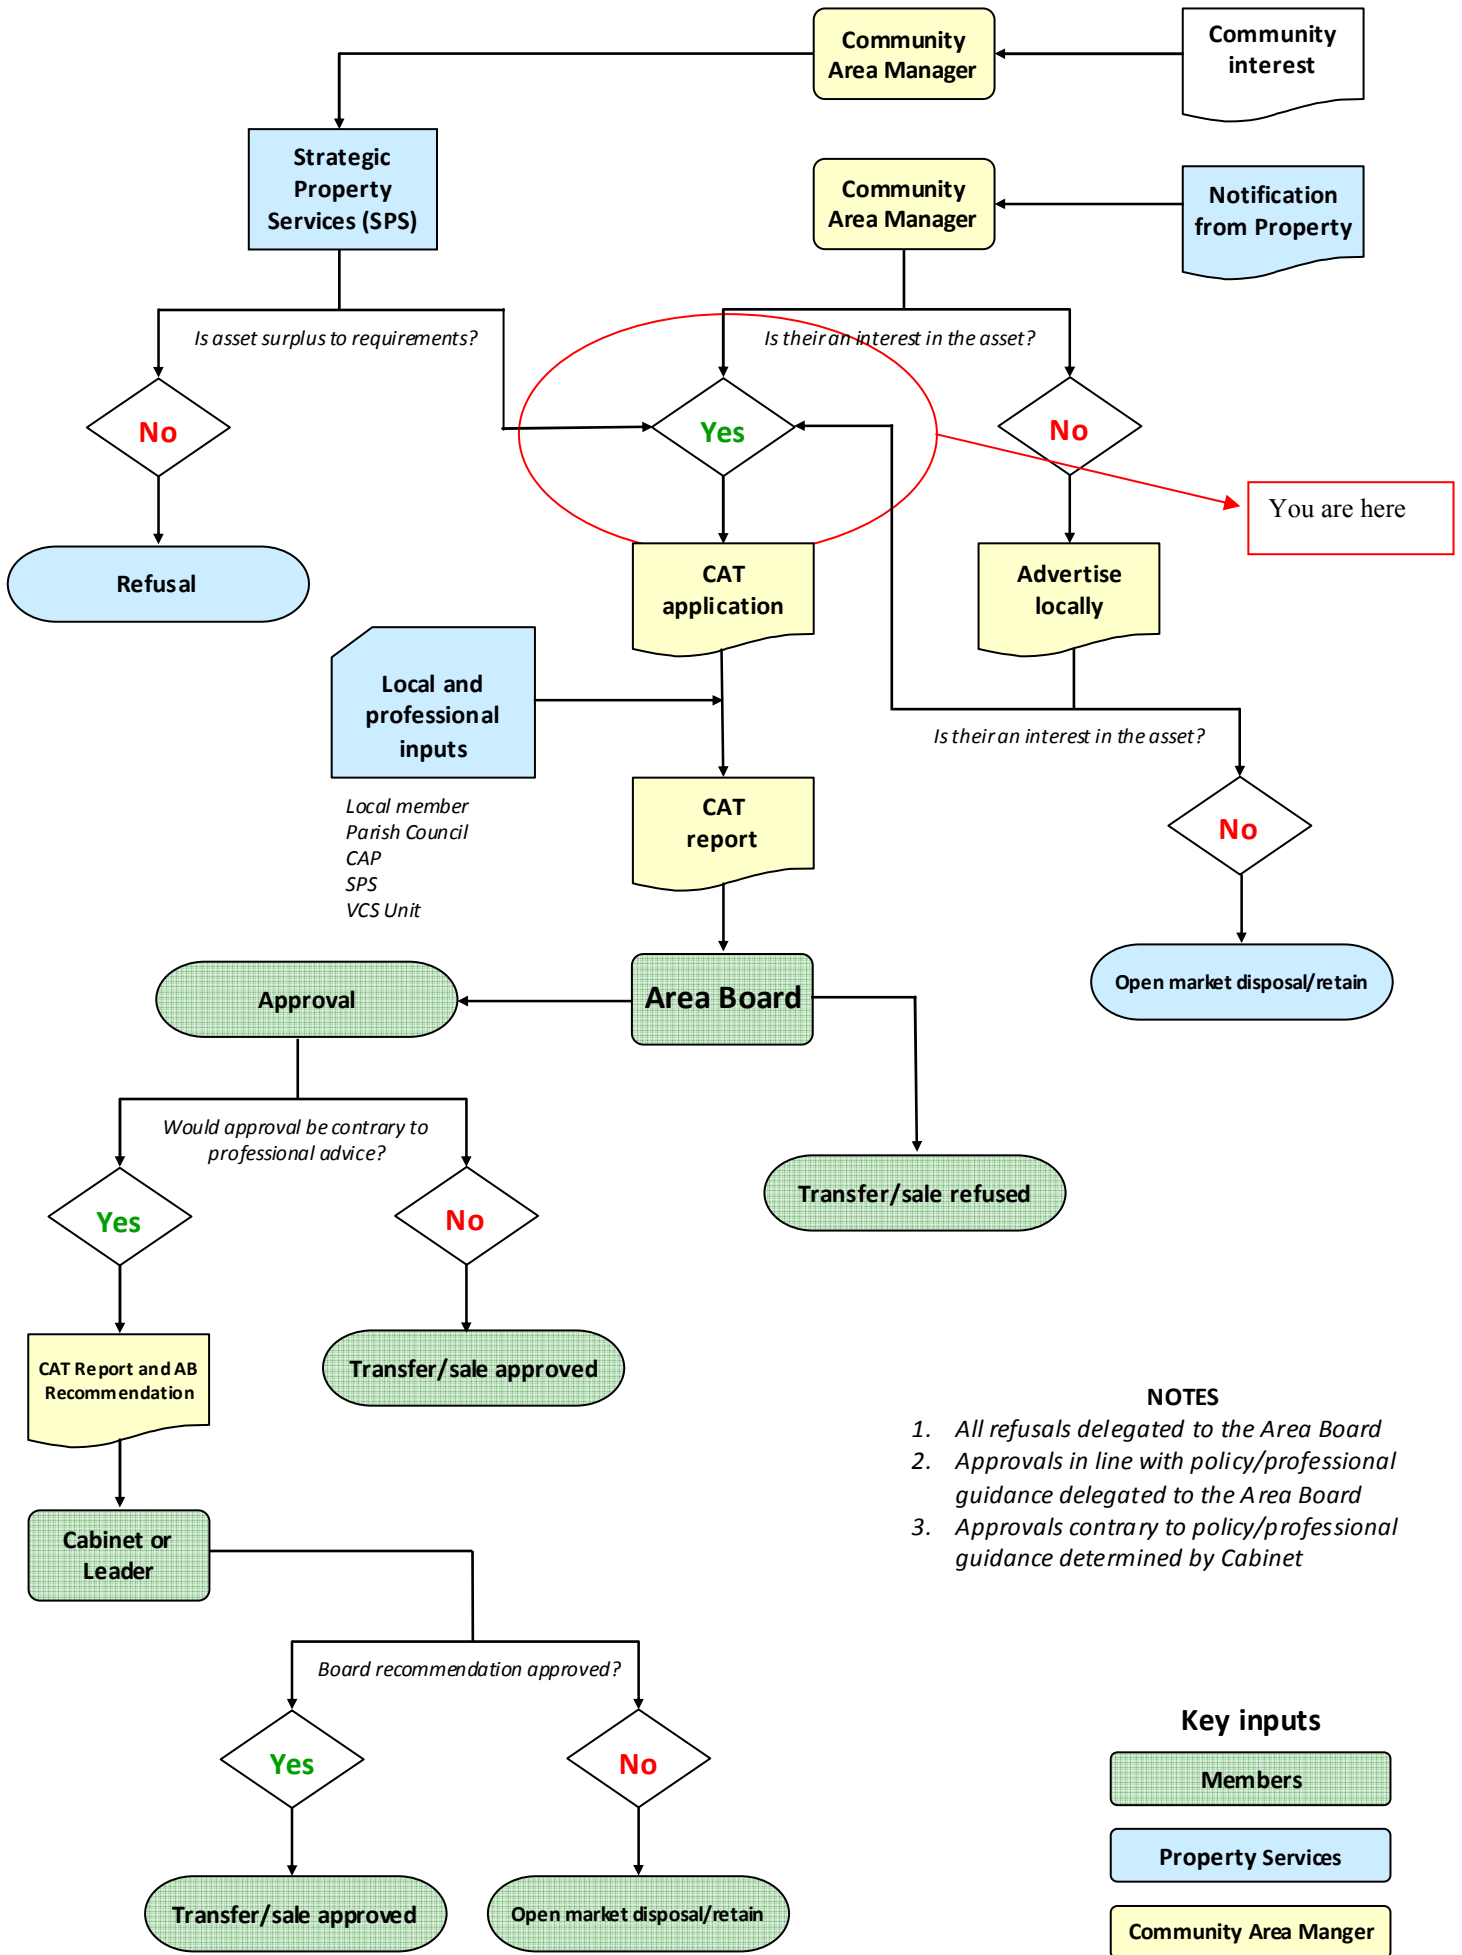 Community
Area Manager
Community
interest
Strategic
Property
Services (SPS)
Community
Area Manager
Notification
from Property
Is asset surplus to requirements?
Is their an interest in the asset?
No
Yes
No
You are here
Refusal
CAT
application
Advertise
locally
Local and
professional
inputs
Is their an interest in the asset?
Local member
Parish Council
CAP
SPS
VCS Unit
CAT
report
No
Approval
Area Board
Open market disposal/retain
Would approval be contrary to
professional advice?
Yes
No
Transfer/sale refused
CAT Report and AB
Recommendation
Transfer/sale approved
NOTES
1. All refusals delegated to the Area Board
2. Approvals in line with policy/professional
guidance delegated to the Area Board
3. Approvals contrary to policy/professional
guidance determined by Cabinet
Cabinet or
Leader
Board recommendation approved?
Yes
No
Transfer/sale approved
Open market disposal/retain
Key inputs
Members
Property Services
Community Area Manger